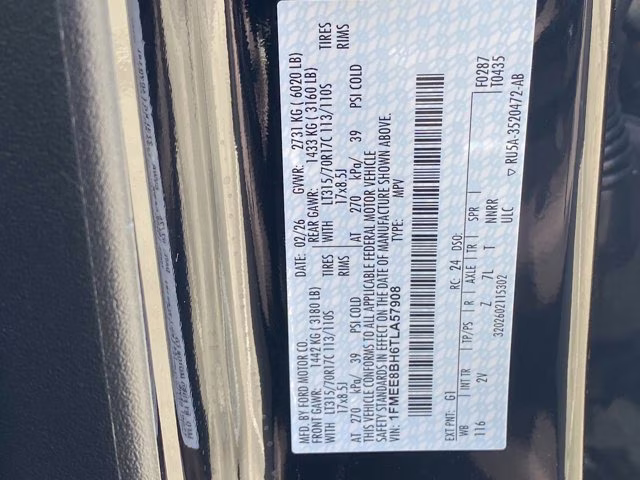 MFD. BY FORD MOTOR CO.
DATE: 02/26 GVWR: 2731 KG ( 6020 LB)
FRONT GAWR: 1442 KG ( 3180 LB) REAR GAWR: 1433 KG ( 3160 LB)
WITH LT315/70R17C 113/110S TIRES WITH LT315/70R17C 113/110S TIRES
17x8.5J RIMS 17x8.5J RIMS
AT 270 kPa/ 39 PSI COLD AT 270 kPa/ 39 PSI COLD
THIS VEHICLE CONFORMS TO ALL APPLICABLE FEDERAL MOTOR VEHICLE
SAFETY STANDARDS IN EFFECT ON THE DATE OF MANUFACTURE SHOWN ABOVE.
VIN: 1FMEE8BH6TLA57908 TYPE: MPV
F0287
T0435
EXT PNT: G1 RC: 24 DSO:
WB INT TR TP/PS R AXLE TR SPR
116 2V Z 7L T NNRR
ULC
3202602115302
▽ RU5A-3520472-AB